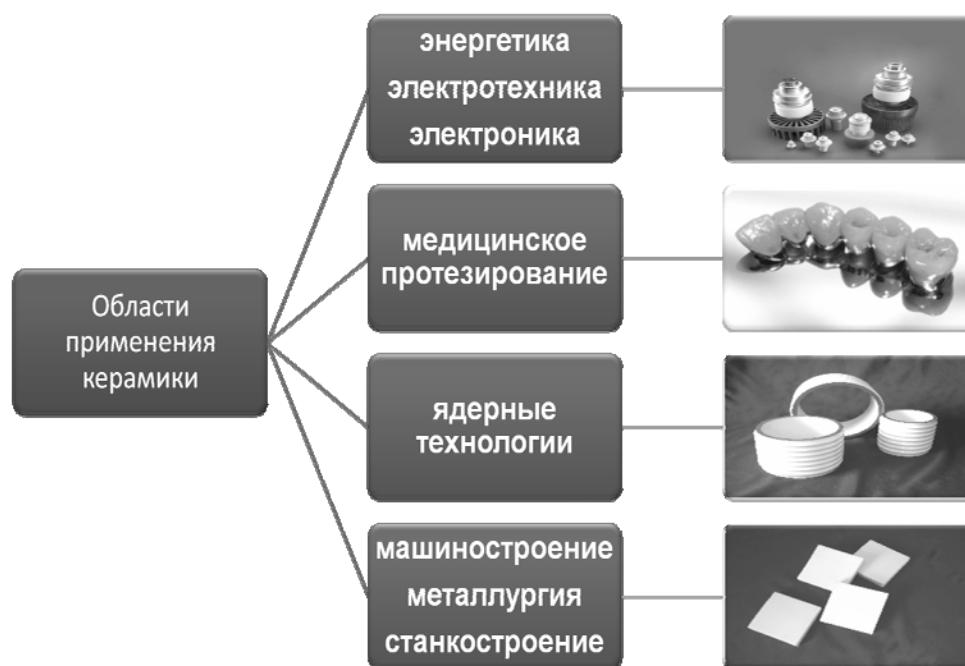 Области
применения
керамики
энергетика
электротехника
электроника
медицинское
протезирование
ядерные
технологии
машиностроение
металлургия
станкостроение